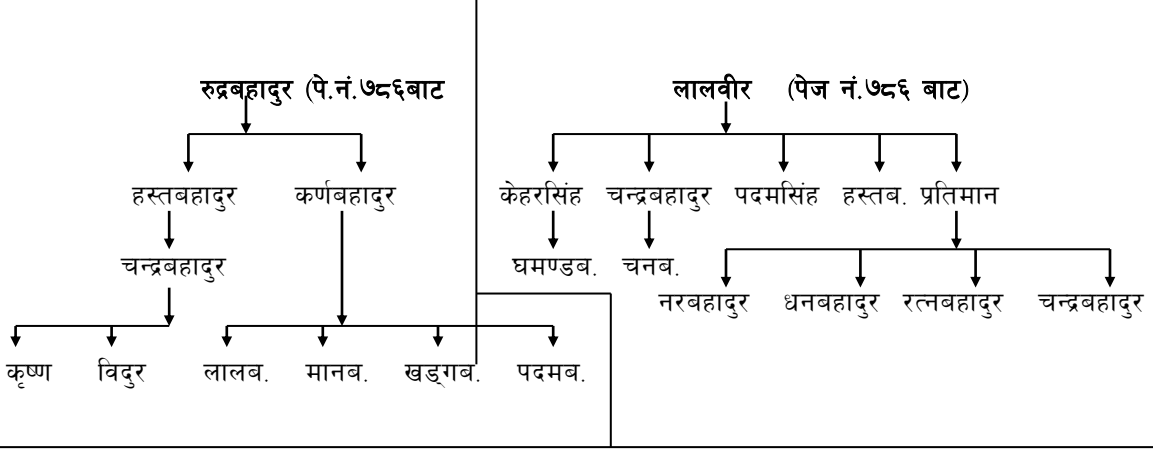 रुद्रबहादुर (पे.नं.७८६बाट
लालवीर (पेज नं.७८६ बाट)
हस्तबहादुर कर्णबहादुर
केहरसिंह चन्द्रबहादुर पदमसिंह हस्तब. प्रतिमान
चन्द्रबहादुर
घमण्डब. चनब.
नरबहादुर धनबहादुर रत्नबहादुर चन्द्रबहादुर
कृष्ण विदुर लालब. मानब. खड्गब. पदमब.